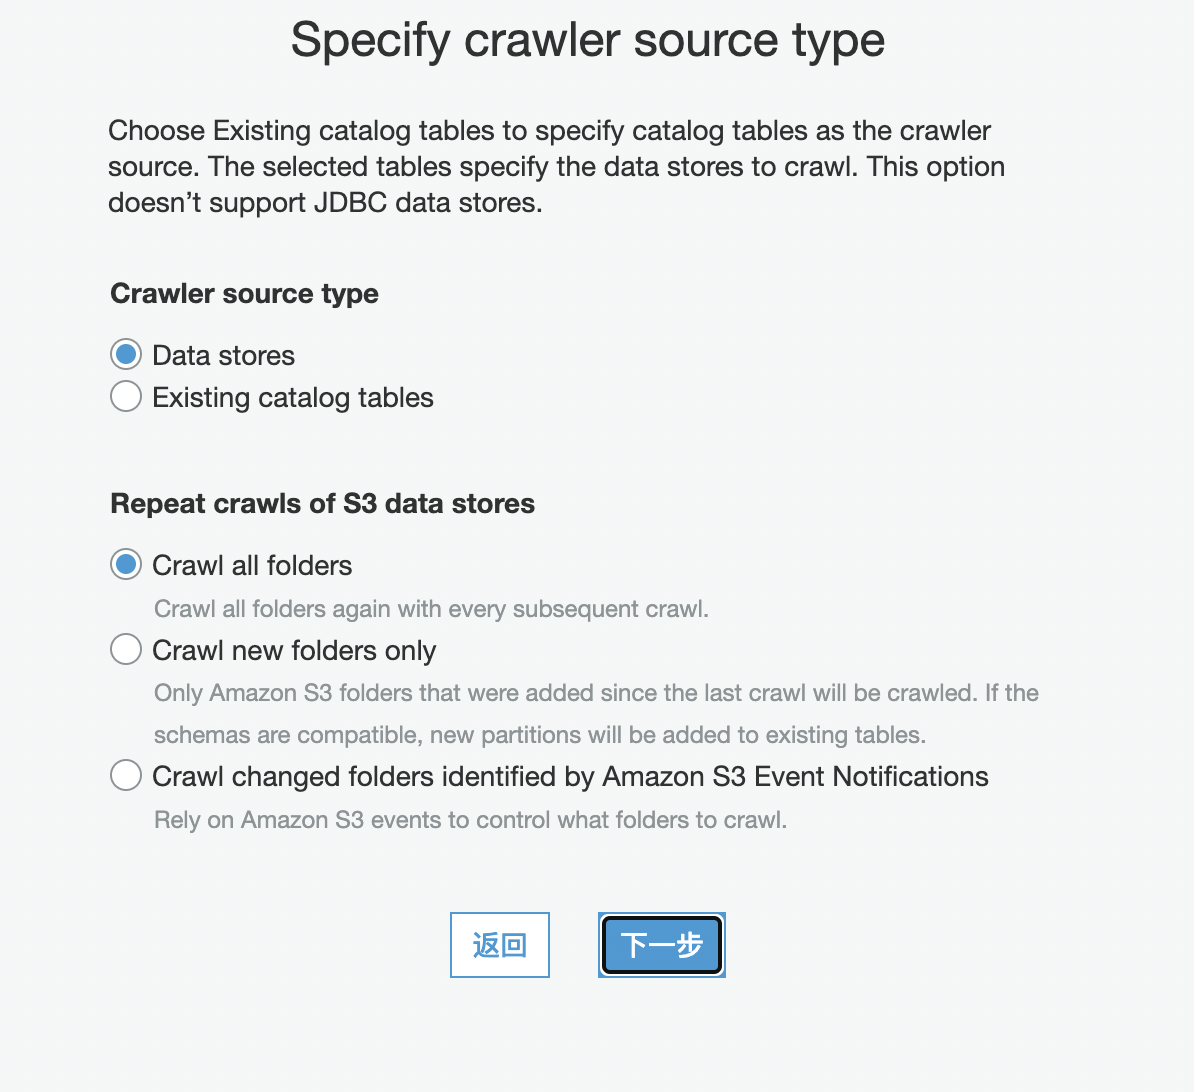 Specify crawler source type
Choose Existing catalog tables to specify catalog tables as the crawler
source. The selected tables specify the data stores to crawl. This option
doesn’t support JDBC data stores.
Crawler source type
Data stores
Existing catalog tables
Repeat crawls of S3 data stores
Crawl all folders
Crawl all folders again with every subsequent crawl.
Crawl new folders only
Only Amazon S3 folders that were added since the last crawl will be crawled. If the
schemas are compatible, new partitions will be added to existing tables.
Crawl changed folders identified by Amazon S3 Event Notifications
Rely on Amazon S3 events to control what folders to crawl.
返回
下一步